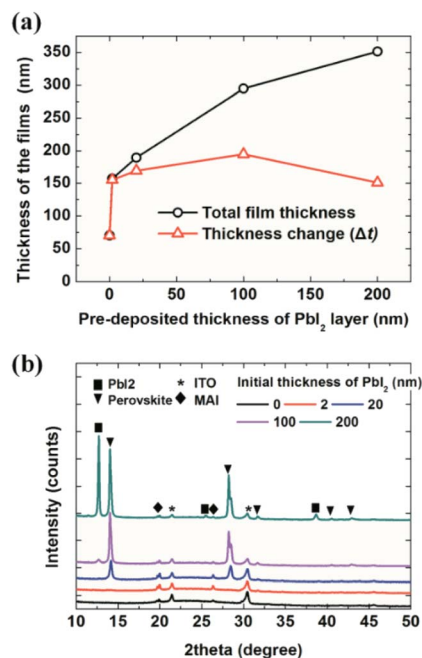 (a)
Thickness of the films (nm)
350
300
250
200
150
100
50
0
Total film thickness
Thickness change (Δt)
0 50 100 150 200
Pre-deposited thickness of PbI₂ layer (nm)
(b)
PbI2 * ITO
Perovskite MAI
Initial thickness of PbI₂ (nm)
0 2 20
100 200
Intensity (counts)
* *
10 15 20 25 30 35 40 45 50
2theta (degree)